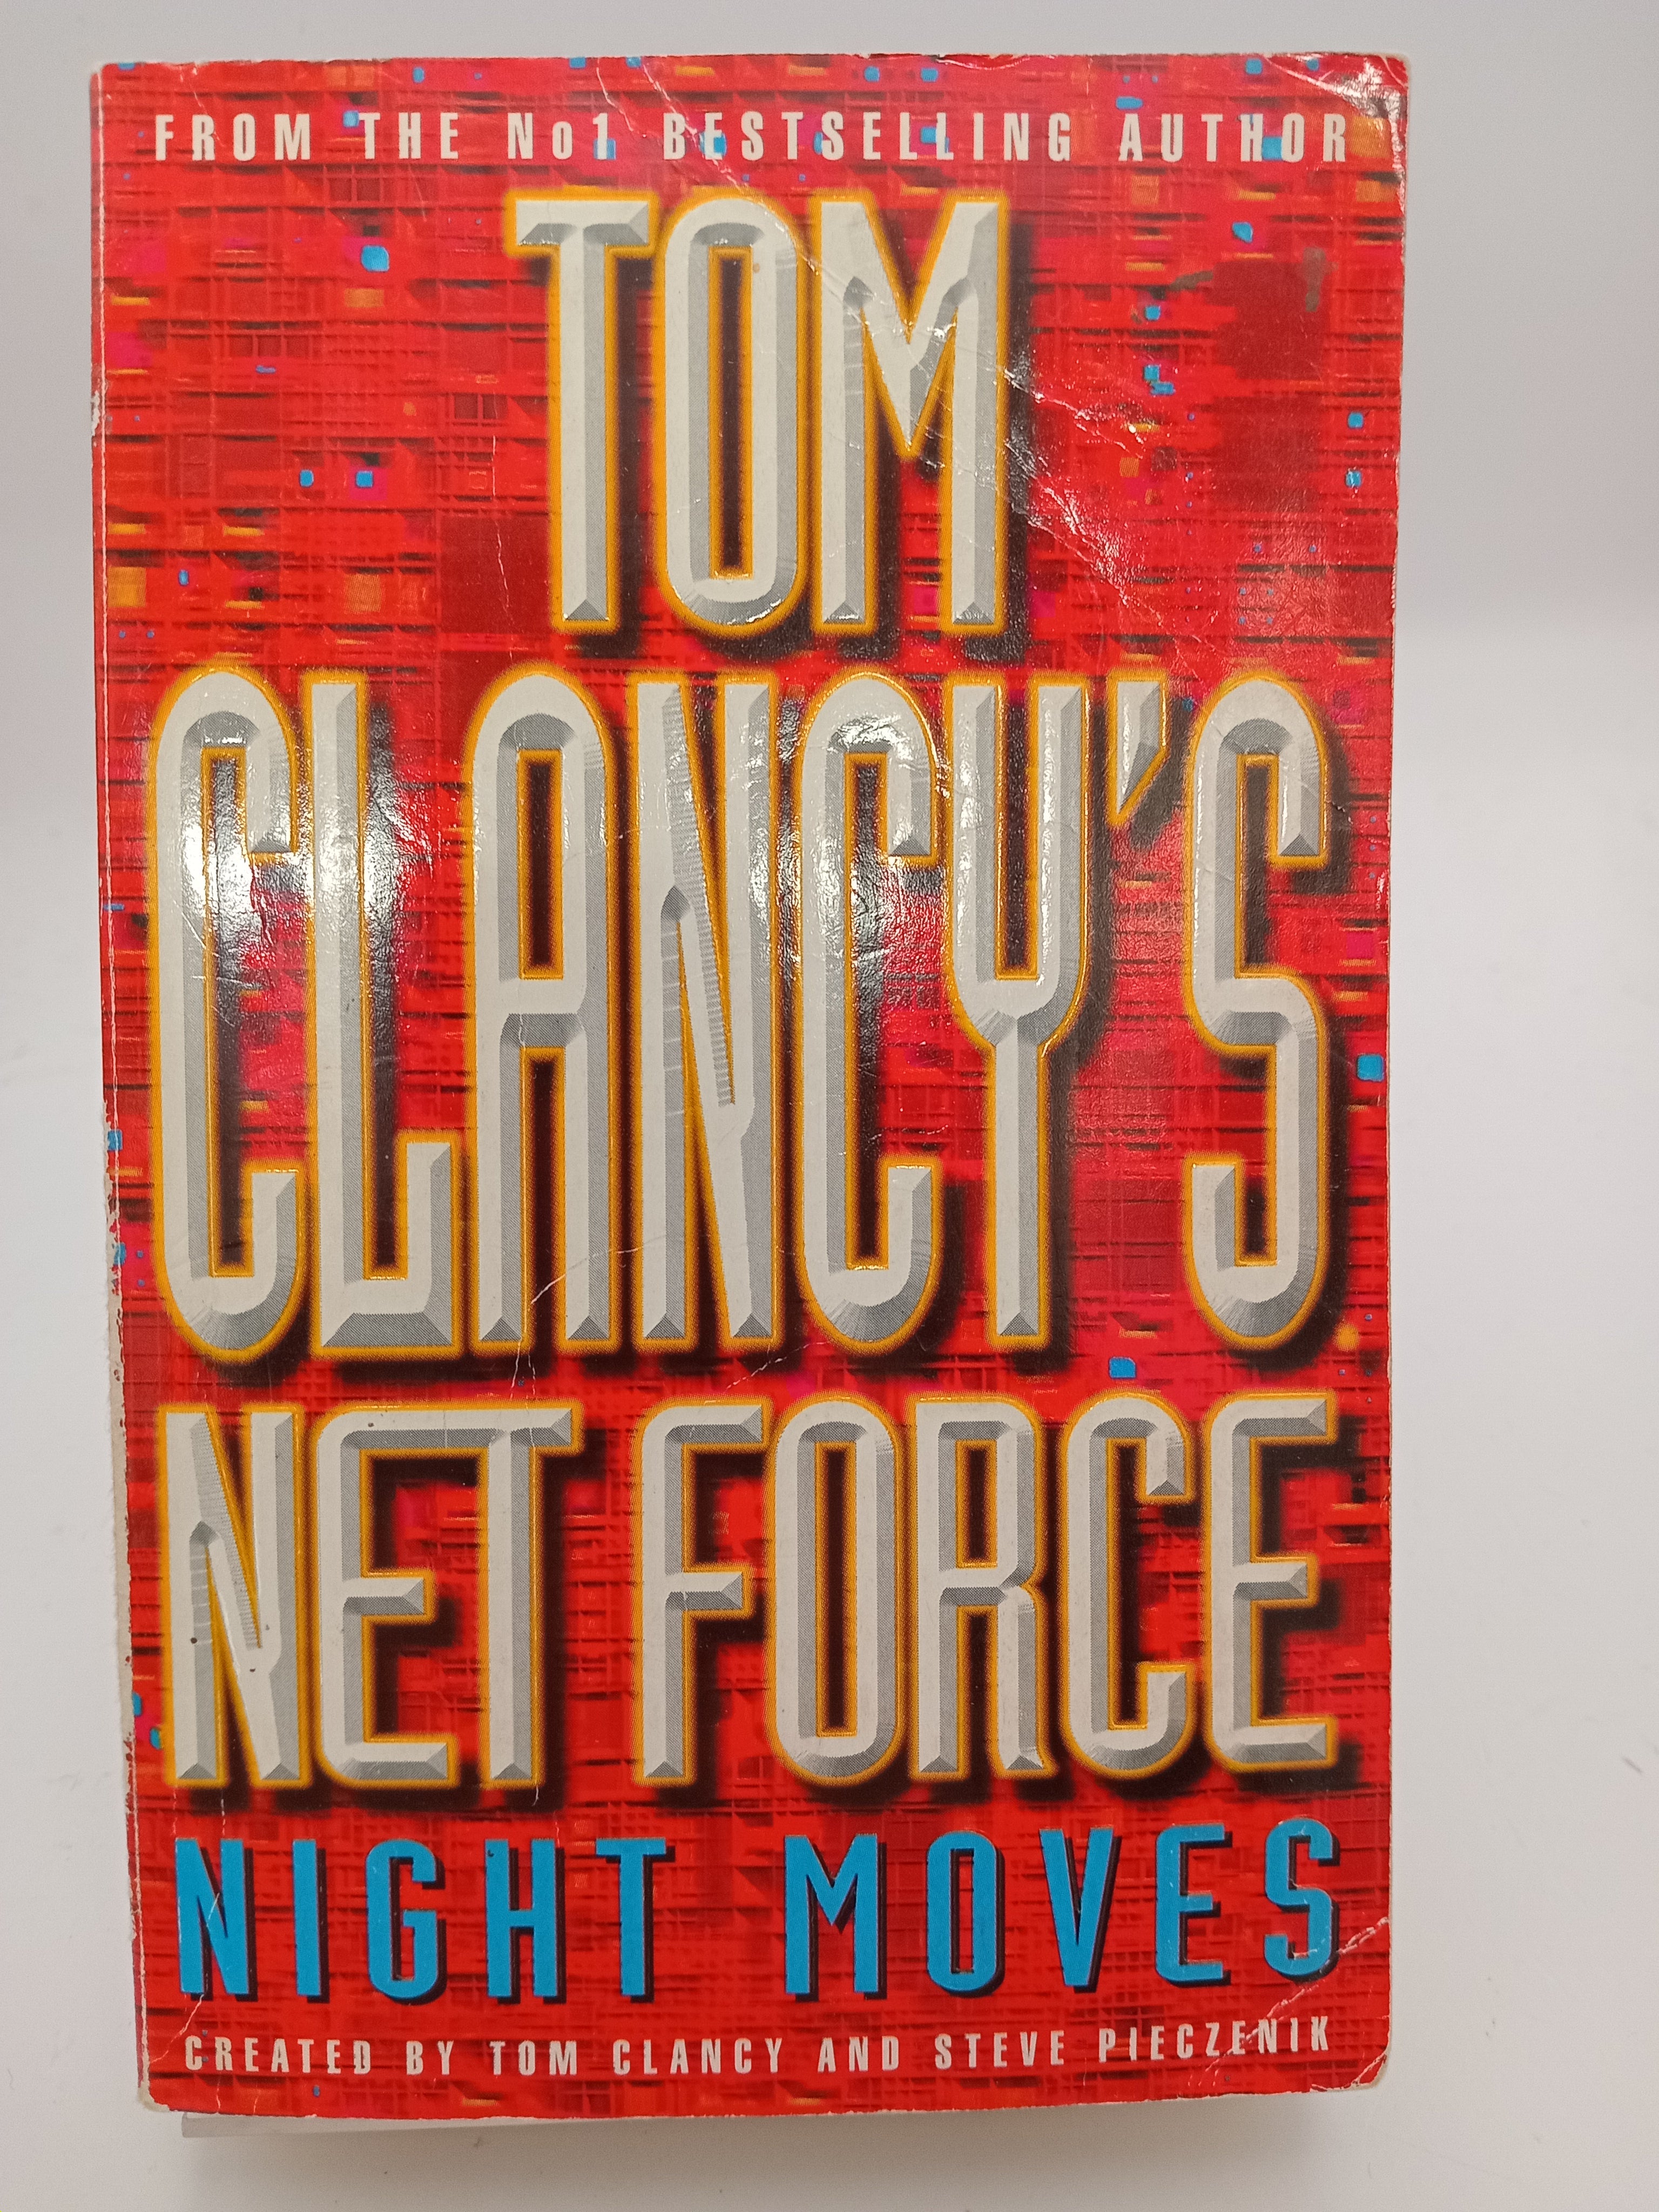 FROM THE No1 BESTSELLING AUTHOR
TOM
CLANCY'S
NET FORCE
NIGHT MOVES
CREATED BY TOM CLANCY AND STEVE PIECZENIK